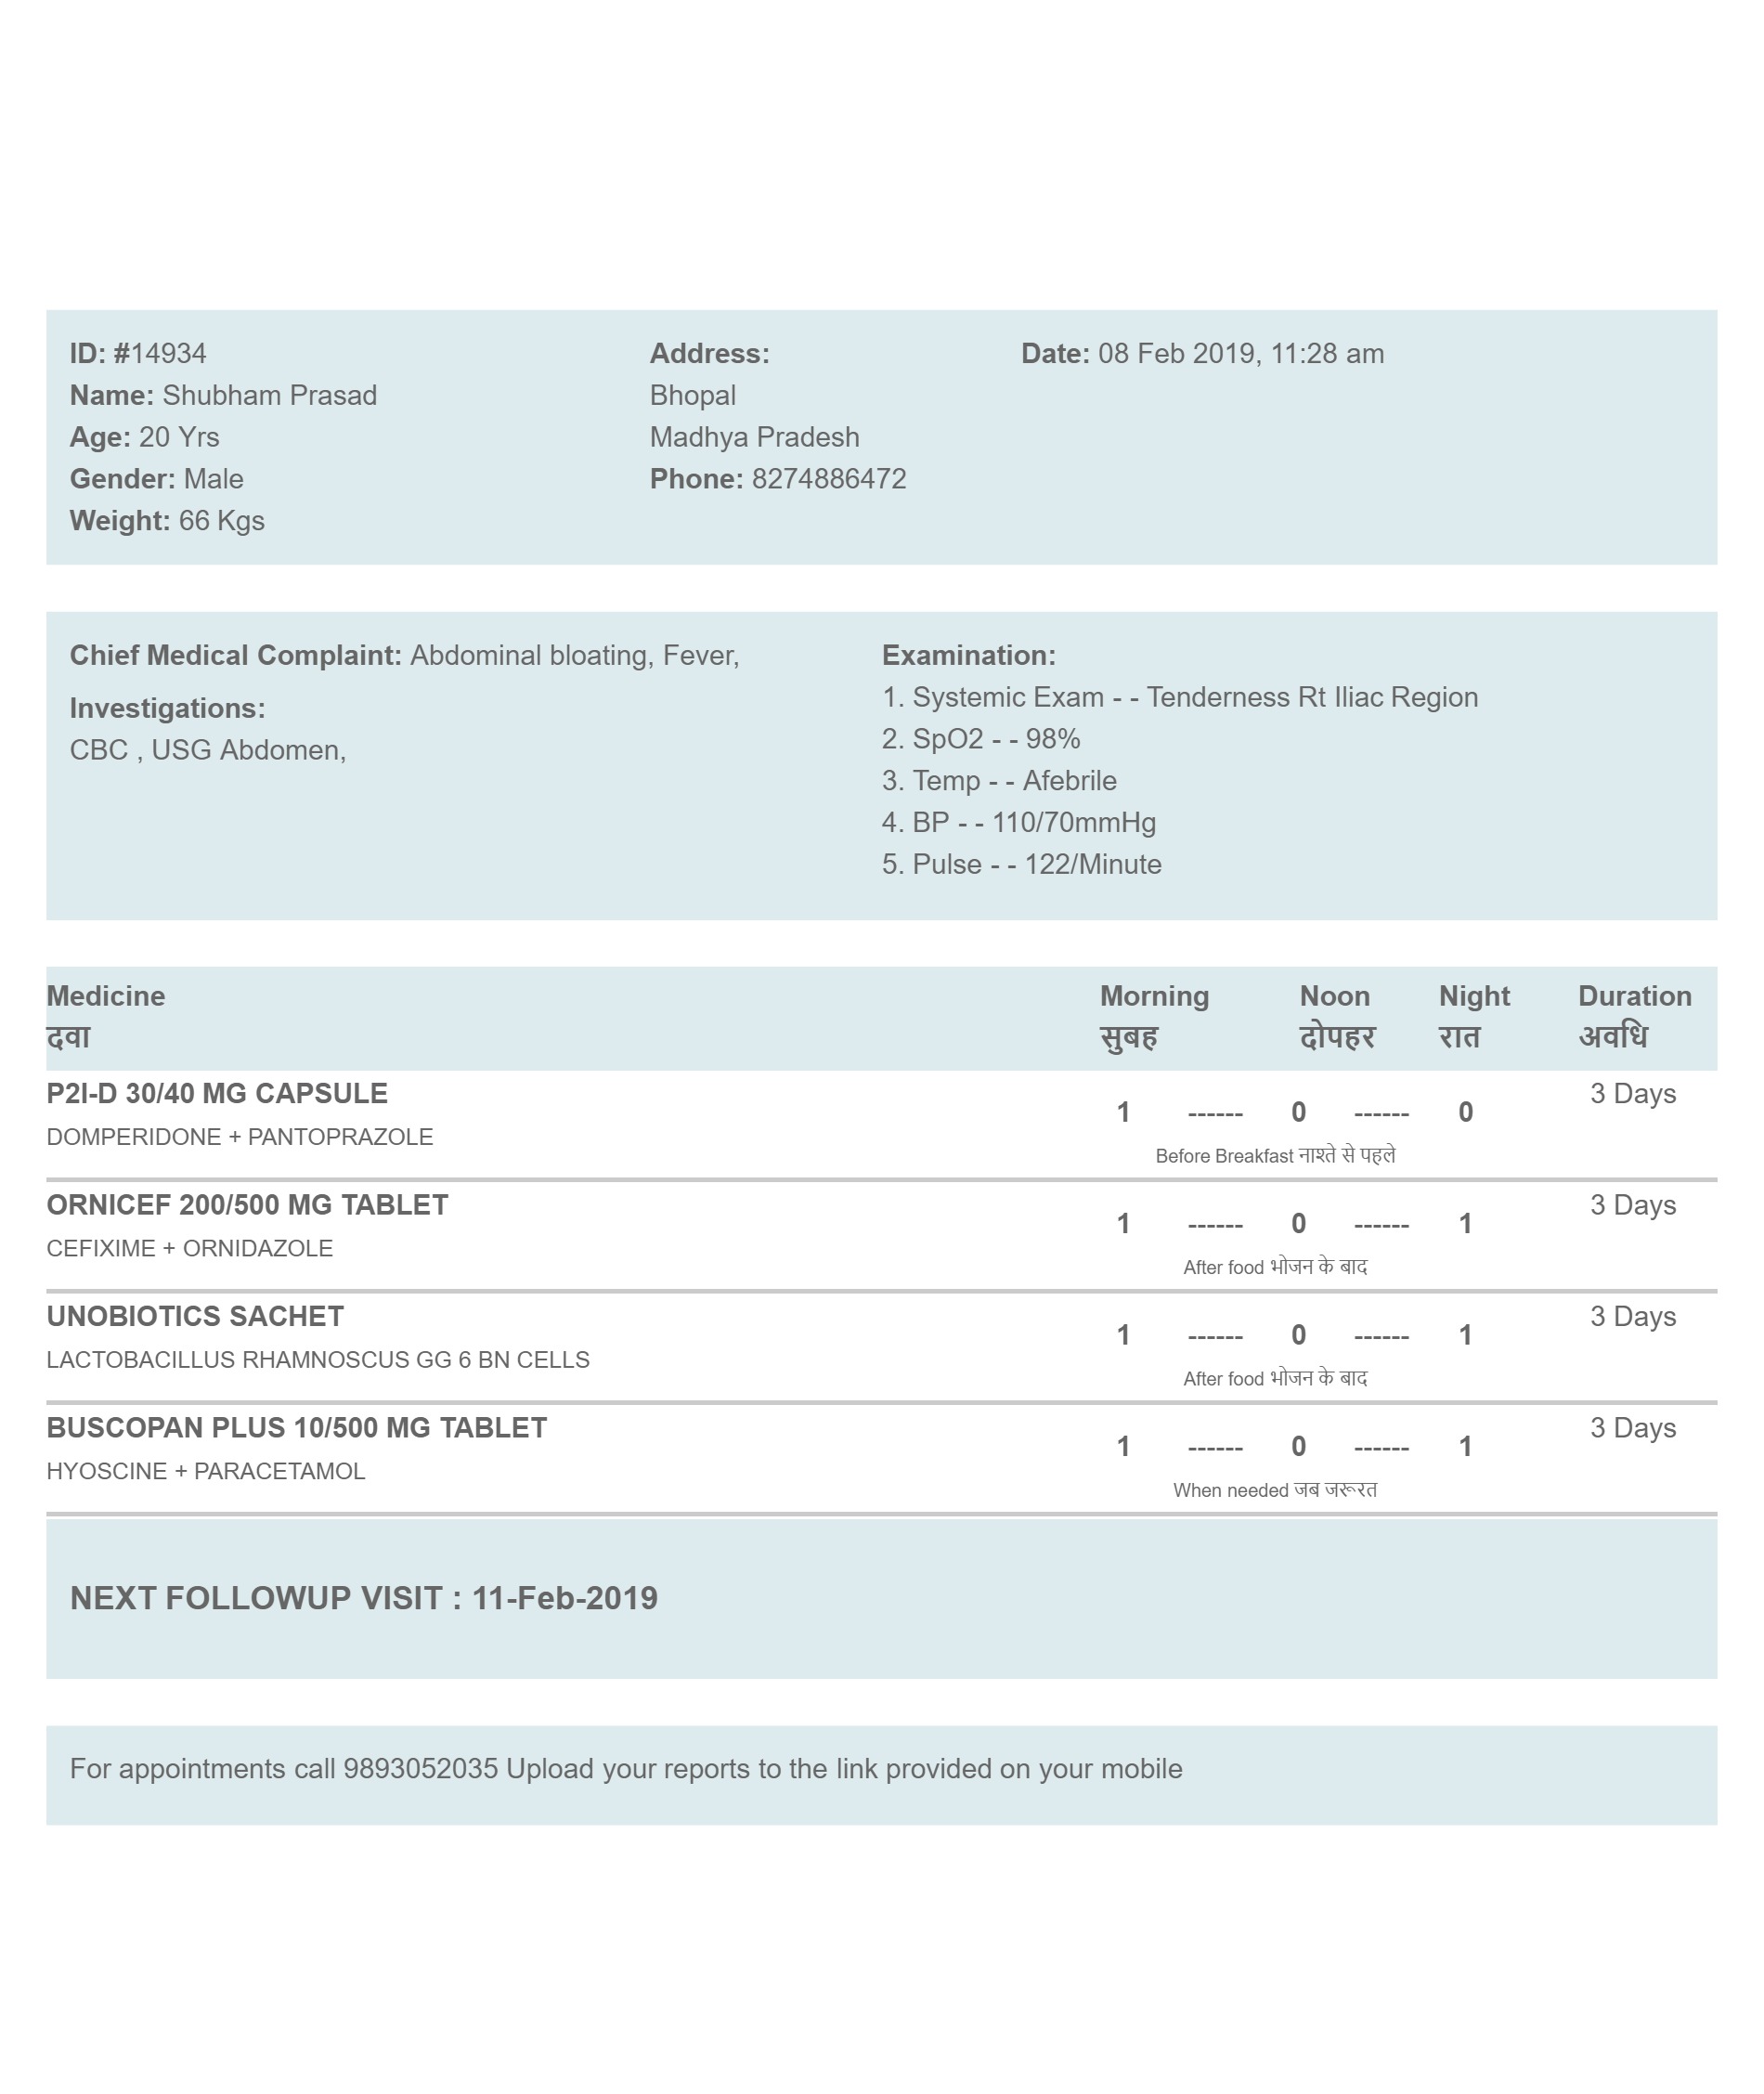 ID: #14934
Name: Shubham Prasad
Age: 20 Yrs
Gender: Male
Weight: 66 Kgs
Address:
Bhopal
Madhya Pradesh
Phone: 8274886472
Date: 08 Feb 2019, 11:28 am
Chief Medical Complaint: Abdominal bloating, Fever,
Investigations:
CBC , USG Abdomen,
Examination:
1. Systemic Exam - - Tenderness Rt Iliac Region
2. SpO2 - - 98%
3. Temp - - Afebrile
4. BP - - 110/70mmHg
5. Pulse - - 122/Minute
Medicine Morning Noon Night Duration
दवा सुबह दोपहर रात अवधि
P2I-D 30/40 MG CAPSULE 3 Days
1 ------ 0 ------ 0
DOMPERIDONE + PANTOPRAZOLE
Before Breakfast नाश्ते से पहले
ORNICEF 200/500 MG TABLET 3 Days
1 ------ 0 ------ 1
CEFIXIME + ORNIDAZOLE
After food भोजन के बाद
UNOBIOTICS SACHET 3 Days
1 ------ 0 ------ 1
LACTOBACILLUS RHAMNOSCUS GG 6 BN CELLS
After food भोजन के बाद
BUSCOPAN PLUS 10/500 MG TABLET 3 Days
1 ------ 0 ------ 1
HYOSCINE + PARACETAMOL
When needed जब जरूरत
NEXT FOLLOWUP VISIT : 11-Feb-2019
For appointments call 9893052035 Upload your reports to the link provided on your mobile